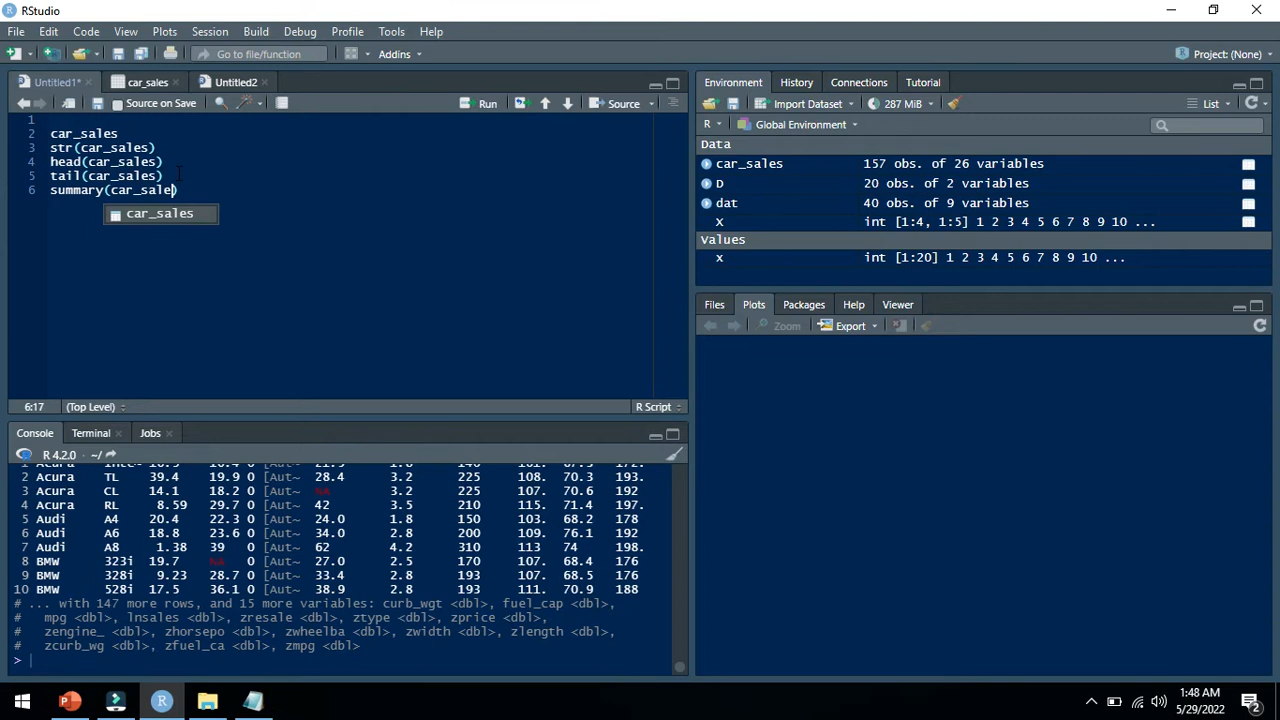 RStudio
File Edit Code View Plots Session Build Debug Profile Tools Help
Go to file/function Addins Project: (None)
Untitled1* car_sales Untitled2
Source on Save Run Source
1
2 car_sales
3 str(car_sales)
4 head(car_sales)
5 tail(car_sales)
6 summary(car_sale)
car_sales
6:17 (Top Level) R Script
Console Terminal Jobs
R 4.2.0 · ~/
2 Acura TL 39.4 19.9 0 [Aut~ 28.4 3.2 225 108. 70.3 193.
3 Acura CL 14.1 18.2 0 [Aut~ NA 3.2 225 107. 70.6 192
4 Acura RL 8.59 29.7 0 [Aut~ 42 3.5 210 115. 71.4 197.
5 Audi A4 20.4 22.3 0 [Aut~ 24.0 1.8 150 103. 68.2 178
6 Audi A6 18.8 23.6 0 [Aut~ 34.0 2.8 200 109. 76.1 192
7 Audi A8 1.38 39 0 [Aut~ 62 4.2 310 113 74 198.
8 BMW 323i 19.7 NA 0 [Aut~ 27.0 2.5 170 107. 68.4 176
9 BMW 328i 9.23 28.7 0 [Aut~ 33.4 2.8 193 107. 68.5 176
10 BMW 528i 17.5 36.1 0 [Aut~ 38.9 2.8 193 111. 70.9 188
# ... with 147 more rows, and 15 more variables: curb_wgt <dbl>, fuel_cap <dbl>,
# mpg <dbl>, lnsales <dbl>, zresale <dbl>, ztype <dbl>, zprice <dbl>,
# zengine_ <dbl>, zhorsepo <dbl>, zwheelba <dbl>, zwidth <dbl>, zlength <dbl>,
# zcurb_wg <dbl>, zfuel_ca <dbl>, zmpg <dbl>
>
Environment History Connections Tutorial
Import Dataset 287 MiB List
R Global Environment
Data
car_sales 157 obs. of 26 variables
D 20 obs. of 2 variables
dat 40 obs. of 9 variables
X int [1:4, 1:5] 1 2 3 4 5 6 7 8 9 10 ...
Values
x int [1:20] 1 2 3 4 5 6 7 8 9 10 ...
Files Plots Packages Help Viewer
Zoom Export
1:48 AM
5/29/2022
2